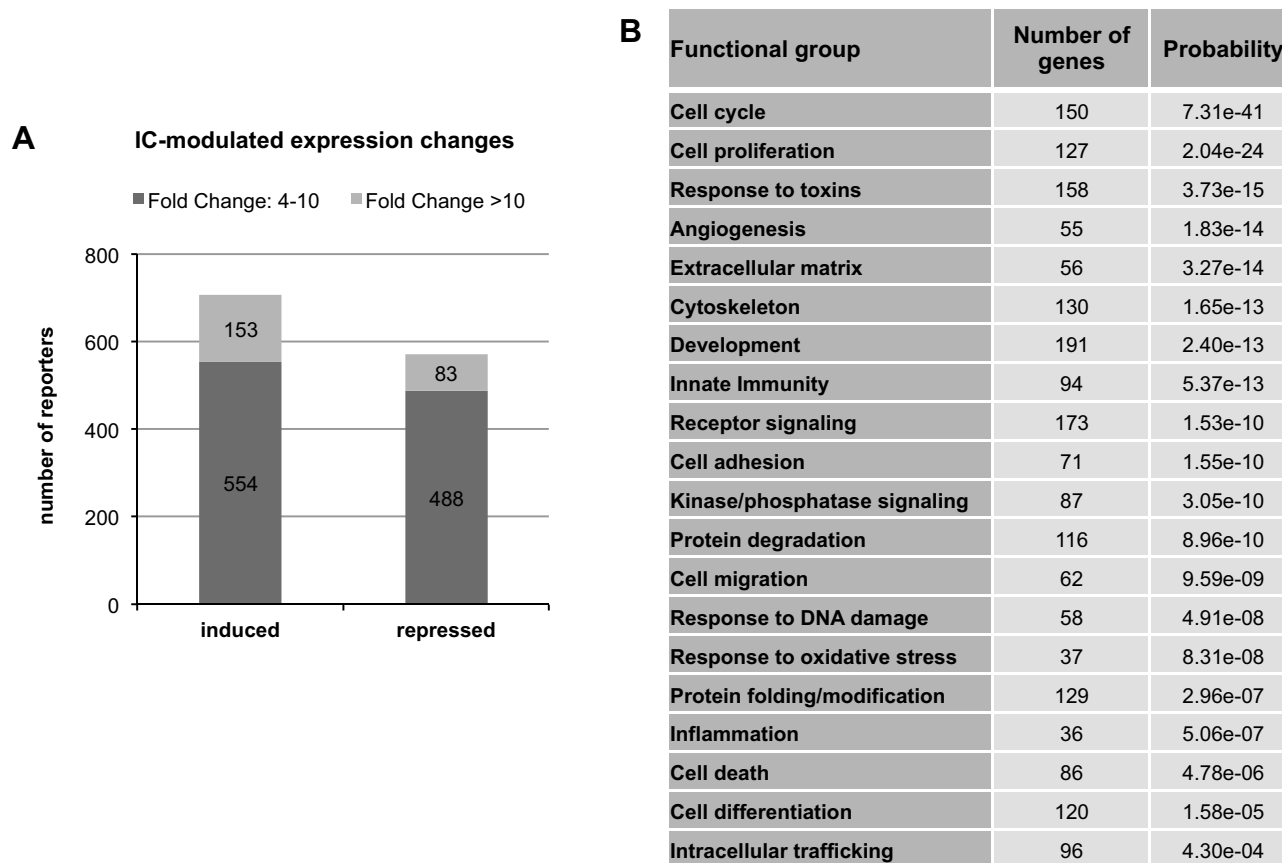 A
IC-modulated expression changes
Fold Change: 4-10 Fold Change >10
number of reporters
800
600
400
200
0
153
554
83
488
induced repressed
B
Functional group Number of genes Probability
Cell cycle 150 7.31e-41
Cell proliferation 127 2.04e-24
Response to toxins 158 3.73e-15
Angiogenesis 55 1.83e-14
Extracellular matrix 56 3.27e-14
Cytoskeleton 130 1.65e-13
Development 191 2.40e-13
Innate Immunity 94 5.37e-13
Receptor signaling 173 1.53e-10
Cell adhesion 71 1.55e-10
Kinase/phosphatase signaling 87 3.05e-10
Protein degradation 116 8.96e-10
Cell migration 62 9.59e-09
Response to DNA damage 58 4.91e-08
Response to oxidative stress 37 8.31e-08
Protein folding/modification 129 2.96e-07
Inflammation 36 5.06e-07
Cell death 86 4.78e-06
Cell differentiation 120 1.58e-05
Intracellular trafficking 96 4.30e-04